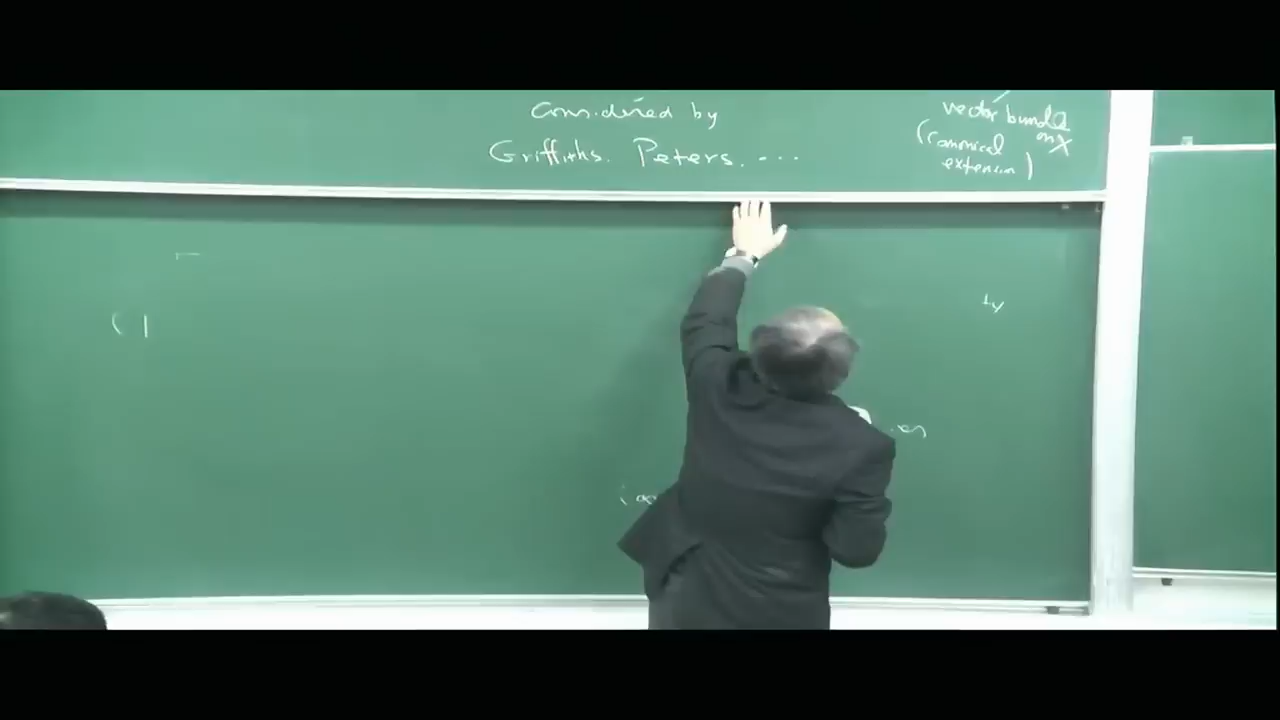 considered by
Griffiths. Peters. ...
vector bundle
on X
(canonical
extension)